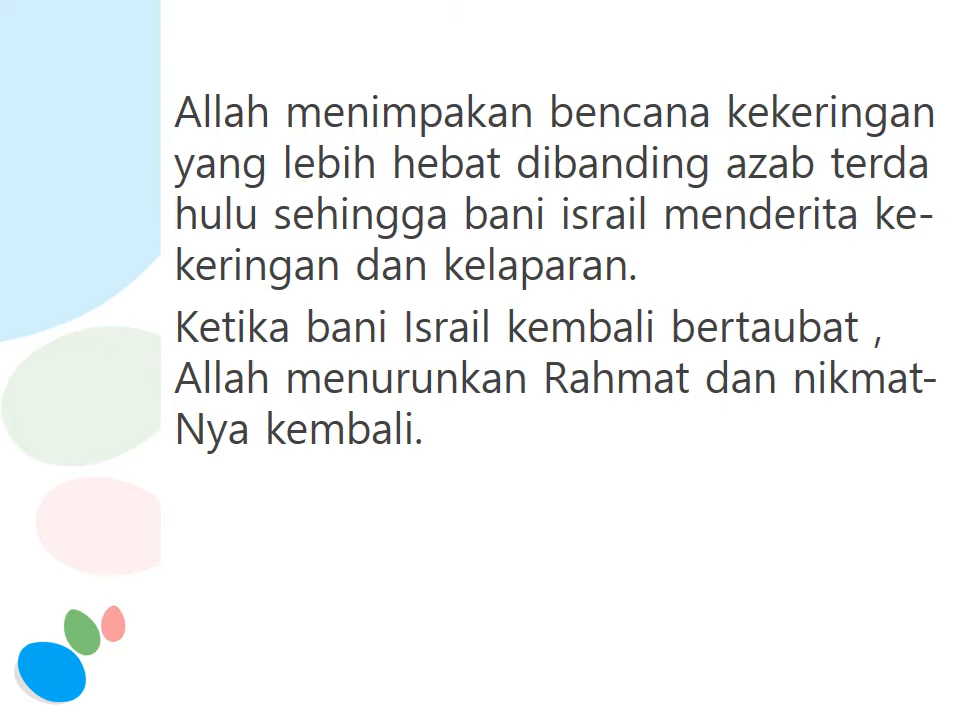 Allah menimpakan bencana kekeringan
yang lebih hebat dibanding azab terda
hulu sehingga bani israil menderita ke-
keringan dan kelaparan.
Ketika bani Israil kembali bertaubat ,
Allah menurunkan Rahmat dan nikmat-
Nya kembali.